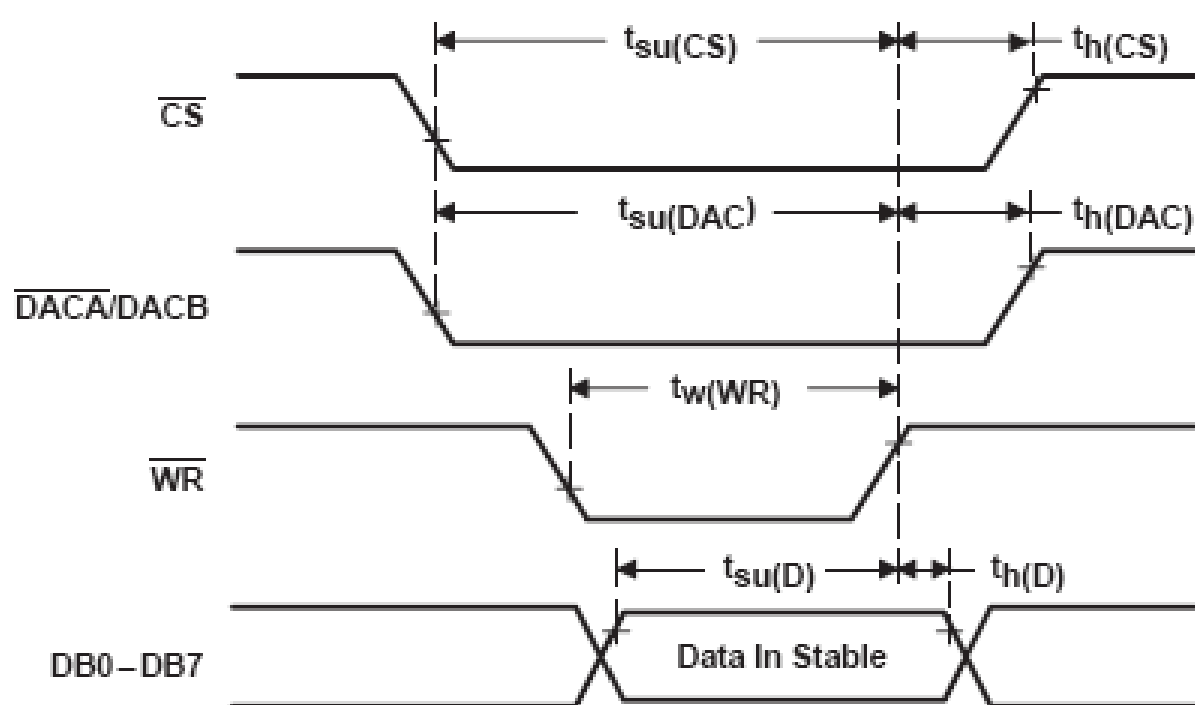 tsu(CS) th(CS)
CS
tsu(DAC) th(DAC)
DACA/DACB
tw(WR)
WR
tsu(D) th(D)
DB0–DB7 Data In Stable